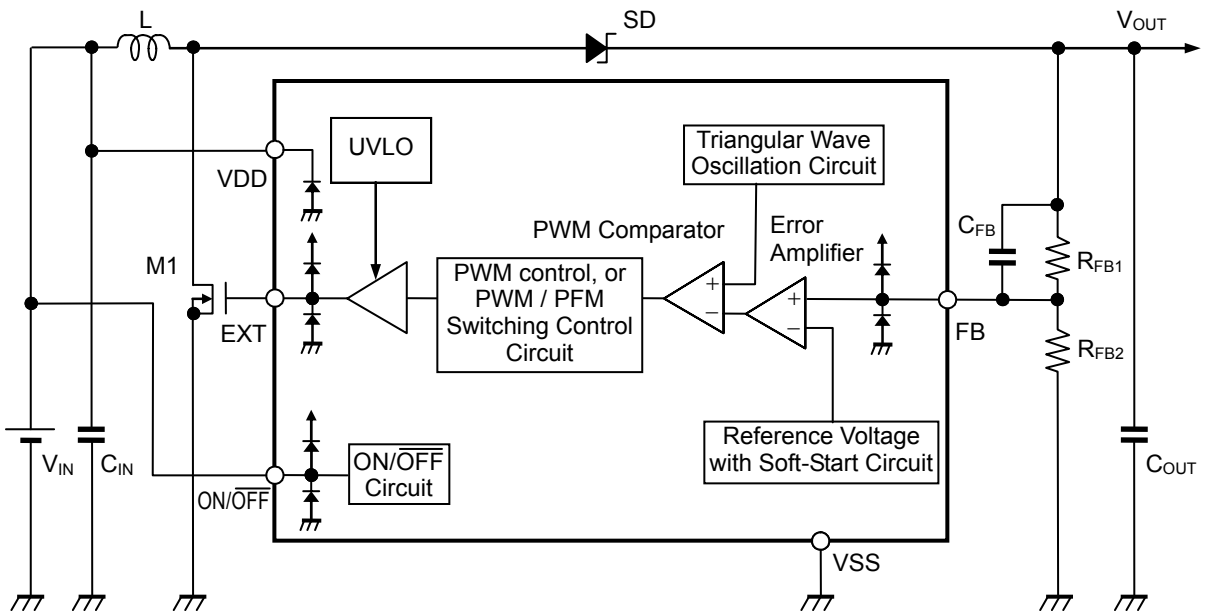 L
SD
VOUT
UVLO
Triangular Wave
Oscillation Circuit
VDD
PWM Comparator
Error
Amplifier
CFB
M1
PWM control, or
PWM / PFM
Switching Control
Circuit
+
−
+
−
RFB1
EXT
FB
RFB2
VIN
CIN
ON/OFF
Circuit
ON/OFF
Reference Voltage
with Soft-Start Circuit
COUT
VSS